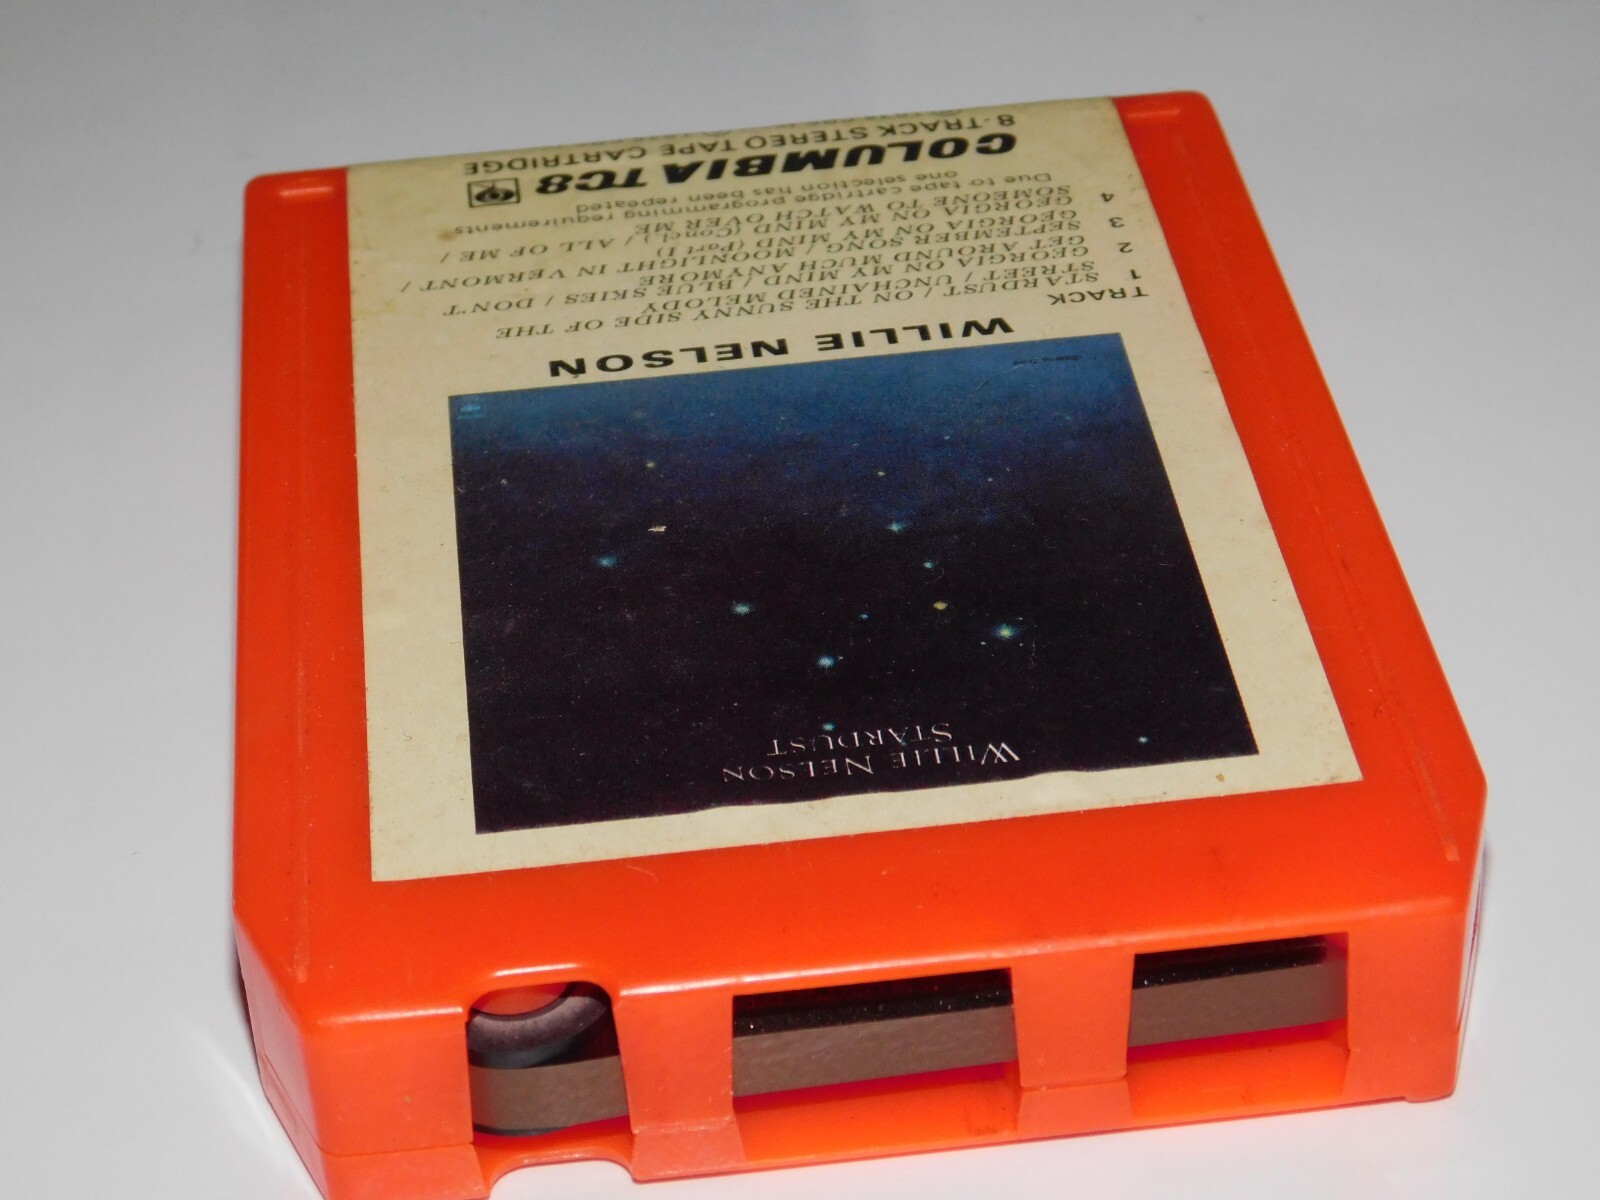 WILLIE NELSON
STARDUST
WILLIE NELSON
TRACK
1 STARDUST / ON THE SUNNY SIDE OF THE
STREET / UNCHAINED MELODY
2 GEORGIA ON MY MIND / BLUE SKIES / DON'T
GET AROUND MUCH ANYMORE
3 SEPTEMBER SONG / MOONLIGHT IN VERMONT /
GEORGIA ON MY MIND (Part I)
4 GEORGIA ON MY MIND (Concl.) / ALL OF ME /
SOMEONE TO WATCH OVER ME
Due to tape cartridge programming requirements
one selection has been repeated
COLUMBIA TC8
8-TRACK STEREO TAPE CARTRIDGE